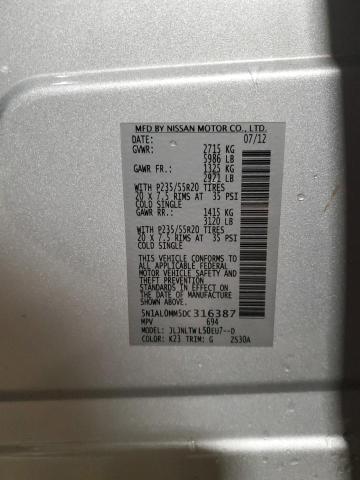 MFD BY NISSAN MOTOR CO., LTD.
DATE: 07/12
GVWR: 2715 KG
5986 LB
GAWR FR.: 1325 KG
2921 LB
WITH P235/55R20 TIRES
20 X 7.5 RIMS AT 35 PSI
COLD SINGLE
GAWR RR.: 1415 KG
3120 LB
WITH P235/55R20 TIRES
20 X 7.5 RIMS AT 35 PSI
COLD SINGLE
THIS VEHICLE CONFORMS TO
ALL APPLICABLE FEDERAL
MOTOR VEHICLE SAFETY
AND THEFT PREVENTION
STANDARDS IN EFFECT ON
THE DATE OF MANUFACTURE
SHOWN ABOVE.
5N1AL0MM5DC316387
MPV 694
MODEL: JLJNLTWL50EU7--D
COLOR: K23 TRIM: G 2530A